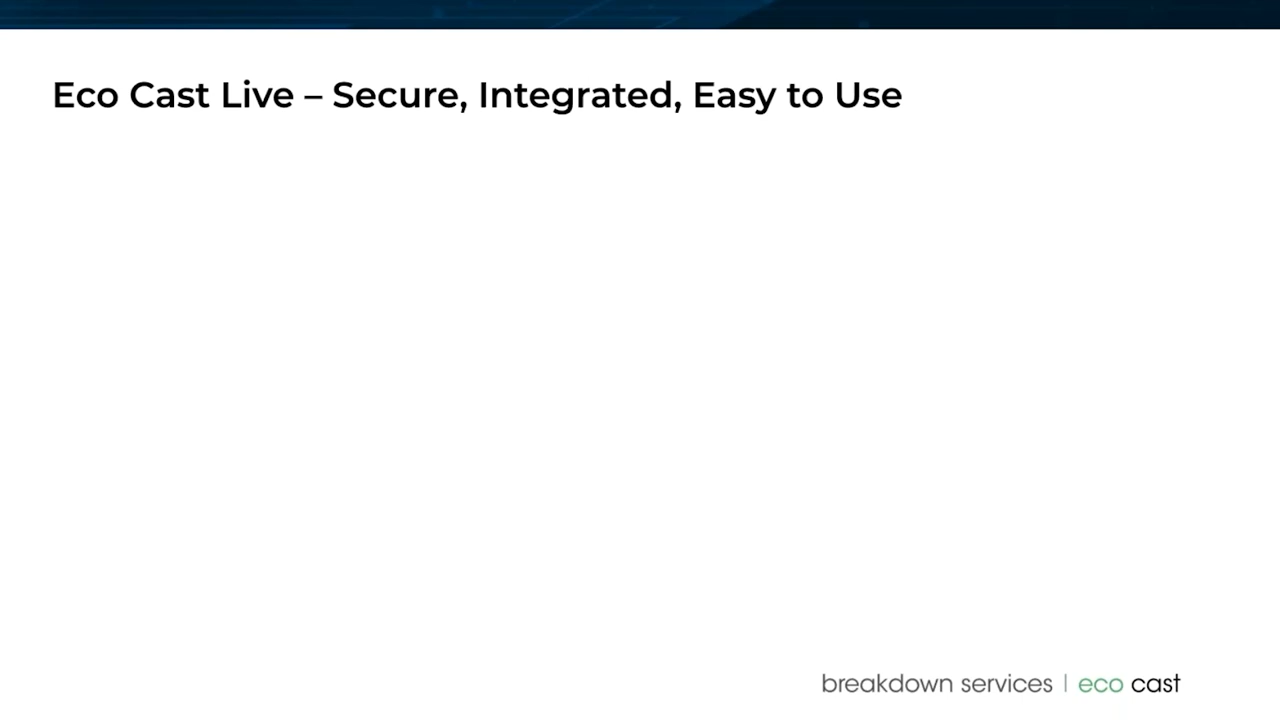 Eco Cast Live – Secure, Integrated, Easy to Use
breakdown services | eco cast